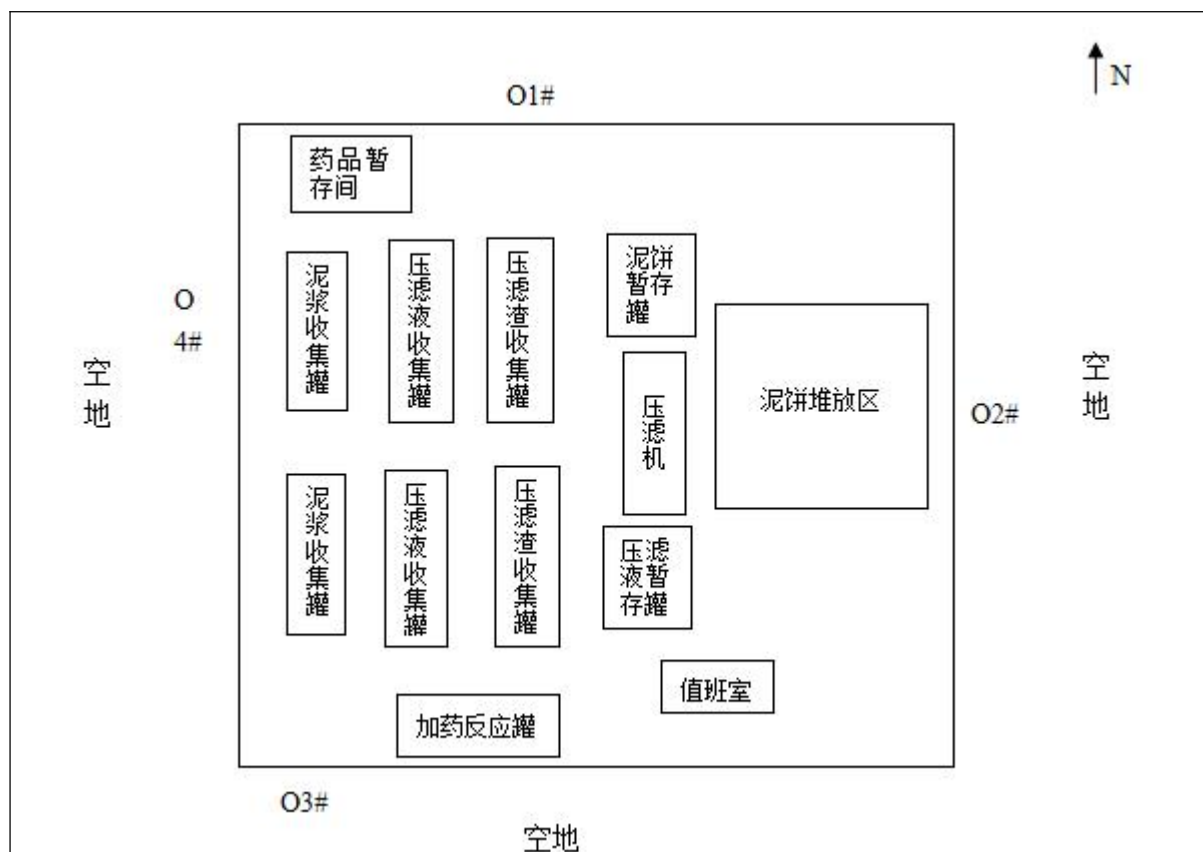 O1#
N
药品暂
存间
泥浆收集罐
压滤液收集罐
压滤渣收集罐
泥饼
暂存
罐
O
4#
空
地
压滤机
泥饼堆放区
O2#
空
地
泥浆收集罐
压滤液收集罐
压滤渣收集罐
压滤
液暂
存罐
值班室
加药反应罐
O3#
空地